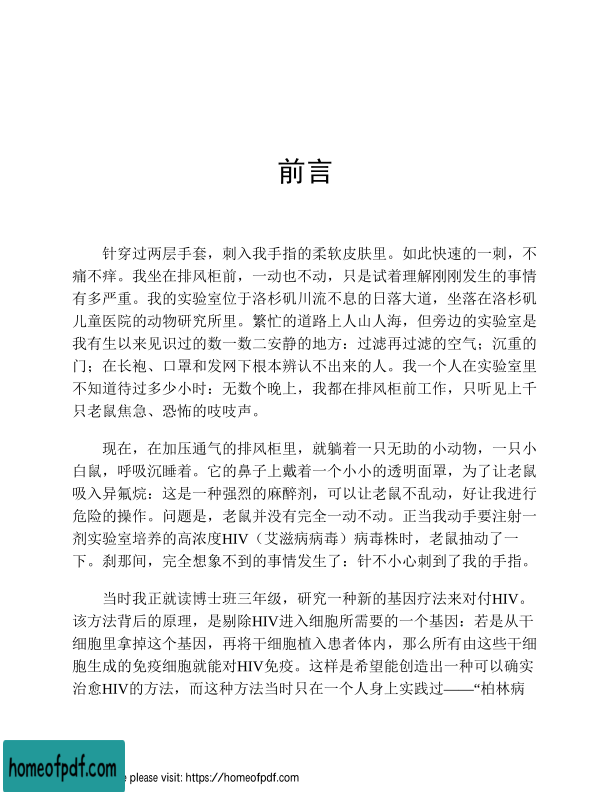 前言
针穿过两层手套，刺入我手指的柔软皮肤里。如此快速的一刺，不
痛不痒。我坐在排风柜前，一动也不动，只是试着理解刚刚发生的事情
有多严重。我的实验室位于洛杉矶川流不息的日落大道，坐落在洛杉矶
儿童医院的动物研究所里。繁忙的道路上人山人海，但旁边的实验室是
我有生以来见识过的数一数二安静的地方：过滤再过滤的空气；沉重的
门；在长袍、口罩和发网下根本辨认不出来的人。我一个人在实验室里
不知道待过多少小时：无数个晚上，我都在排风柜前工作，只听见上千
只老鼠焦急、恐怖的吱吱声。
现在，在加压通气的排风柜里，就躺着一只无助的小动物，一只小
白鼠，呼吸沉睡着。它的鼻子上戴着一个小小的透明面罩，为了让老鼠
吸入异氟烷：这是一种强烈的麻醉剂，可以让老鼠不乱动，好让我进行
危险的操作。问题是，老鼠并没有完全一动不动。正当我动手要注射一
剂实验室培养的高浓度HIV（艾滋病病毒）病毒株时，老鼠抽动了一
下。刹那间，完全想象不到的事情发生了：针不小心刺到了我的手指。
当时我正就读博士班三年级，研究一种新的基因疗法来对付HIV。
该方法背后的原理，是剔除HIV进入细胞所需要的一个基因：若是从干
细胞里拿掉这个基因，再将干细胞植入患者体内，那么所有由这些干细
胞生成的免疫细胞就能对HIV免疫。这样是希望能创造出一种可以确实
治愈HIV的方法，而这种方法当时只在一个人身上实践过——“柏林病
homeofpdf.com
e please visit: https://homeofpdf.com